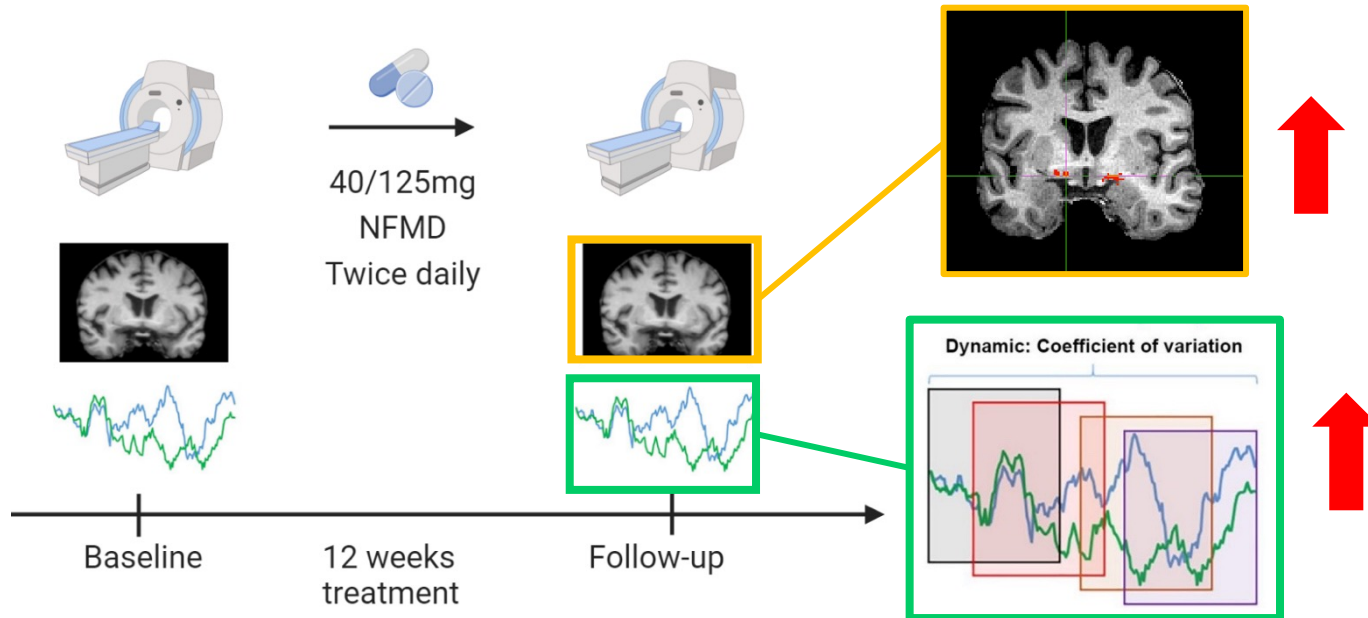 40/125mg
NFMD
Twice daily
Dynamic: Coefficient of variation
Baseline
12 weeks
treatment
Follow-up